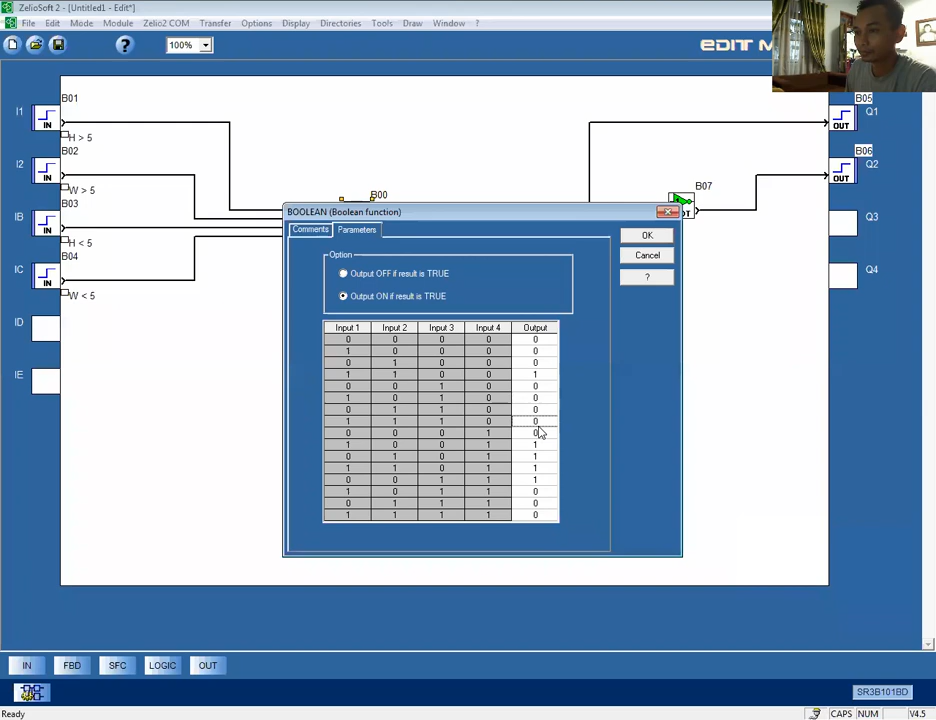 ZelioSoft 2 - [Untitled1 - Edit*]
File Edit Mode Module Zelio2 COM Transfer Options Display Directories Tools Draw Window ?
? 100% EDIT M
B01 B05
I1 IN OUT Q1
H > 5
B02 B06
I2 IN OUT Q2
W > 5
B00 B07
B03
IB IN Q3
H < 5
B04
IC IN Q4
W < 5
ID
IE
BOOLEAN (Boolean function)
Comments Parameters
OK
Cancel
?
Option
Output OFF if result is TRUE
Output ON if result is TRUE
Input 1 Input 2 Input 3 Input 4 Output
0 0 0 0 0
1 0 0 0 0
0 1 0 0 0
1 1 0 0 1
0 0 1 0 0
1 0 1 0 0
0 1 1 0 0
1 1 1 0 0
0 0 0 1 0
1 0 0 1 1
0 1 0 1 1
1 1 0 1 1
0 0 1 1 1
1 0 1 1 0
0 1 1 1 0
1 1 1 1 0
IN FBD SFC LOGIC OUT
SR3B101BD
Ready CAPS NUM V4.5